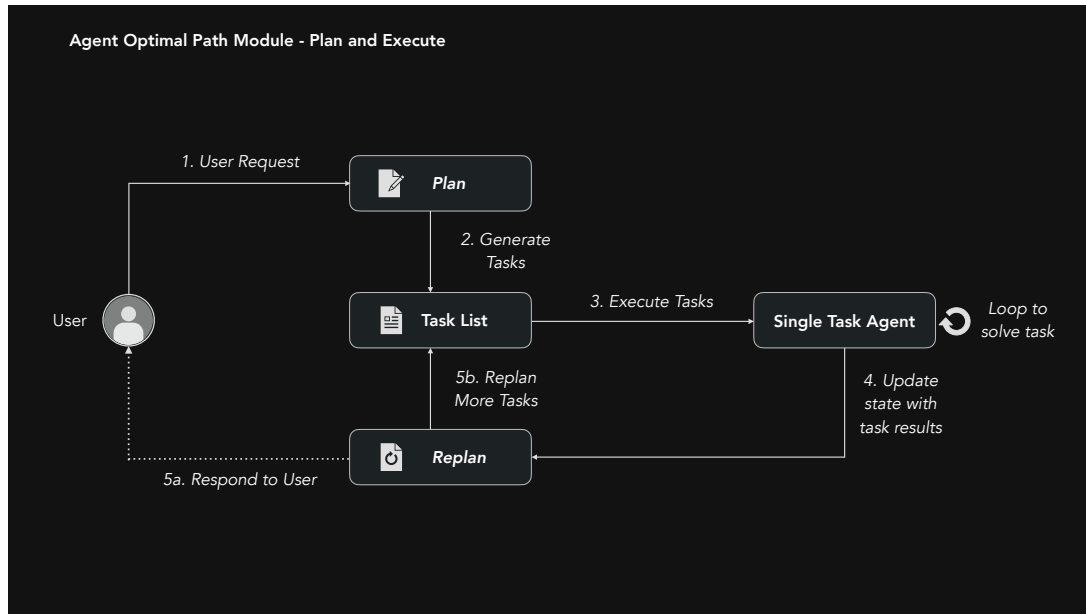 Agent Optimal Path Module - Plan and Execute
1. User Request
Plan
2. Generate
Tasks
User
Task List
3. Execute Tasks
Single Task Agent
Loop to
solve task
5b. Replan
More Tasks
4. Update
state with
task results
Replan
5a. Respond to User